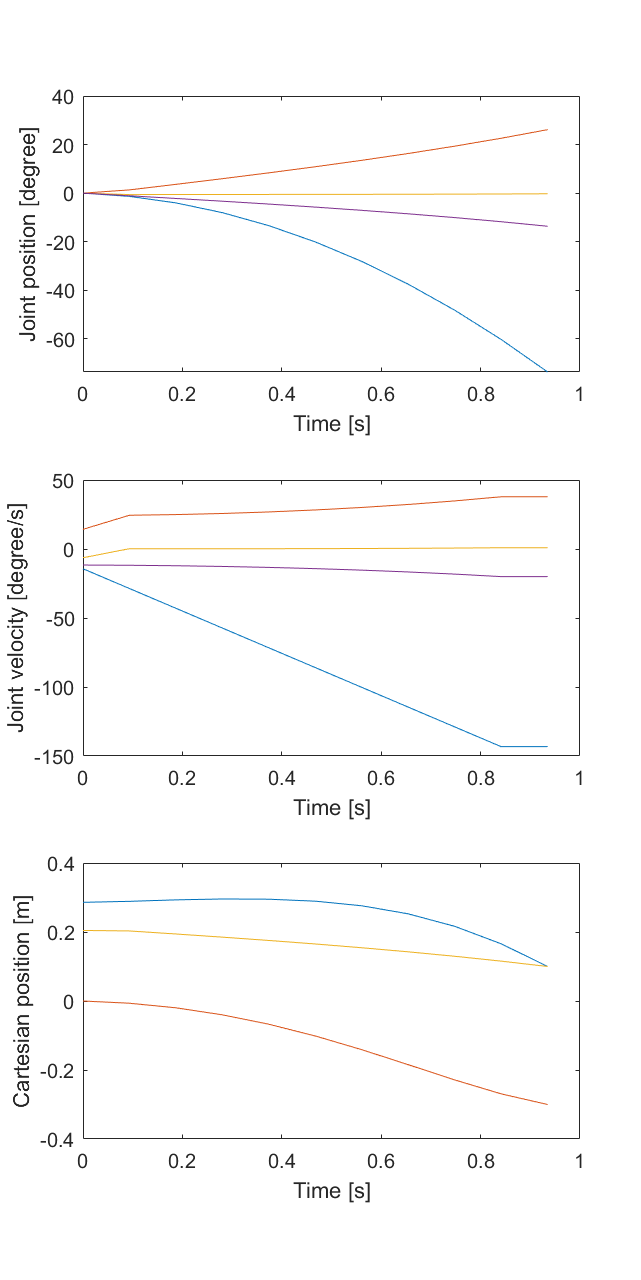 40
20
0
-20
-40
-60
Joint position [degree]
0 0.2 0.4 0.6 0.8 1
Time [s]
50
0
-50
-100
-150
Joint velocity [degree/s]
0 0.2 0.4 0.6 0.8 1
Time [s]
0.4
0.2
0
-0.2
-0.4
Cartesian position [m]
0 0.2 0.4 0.6 0.8 1
Time [s]